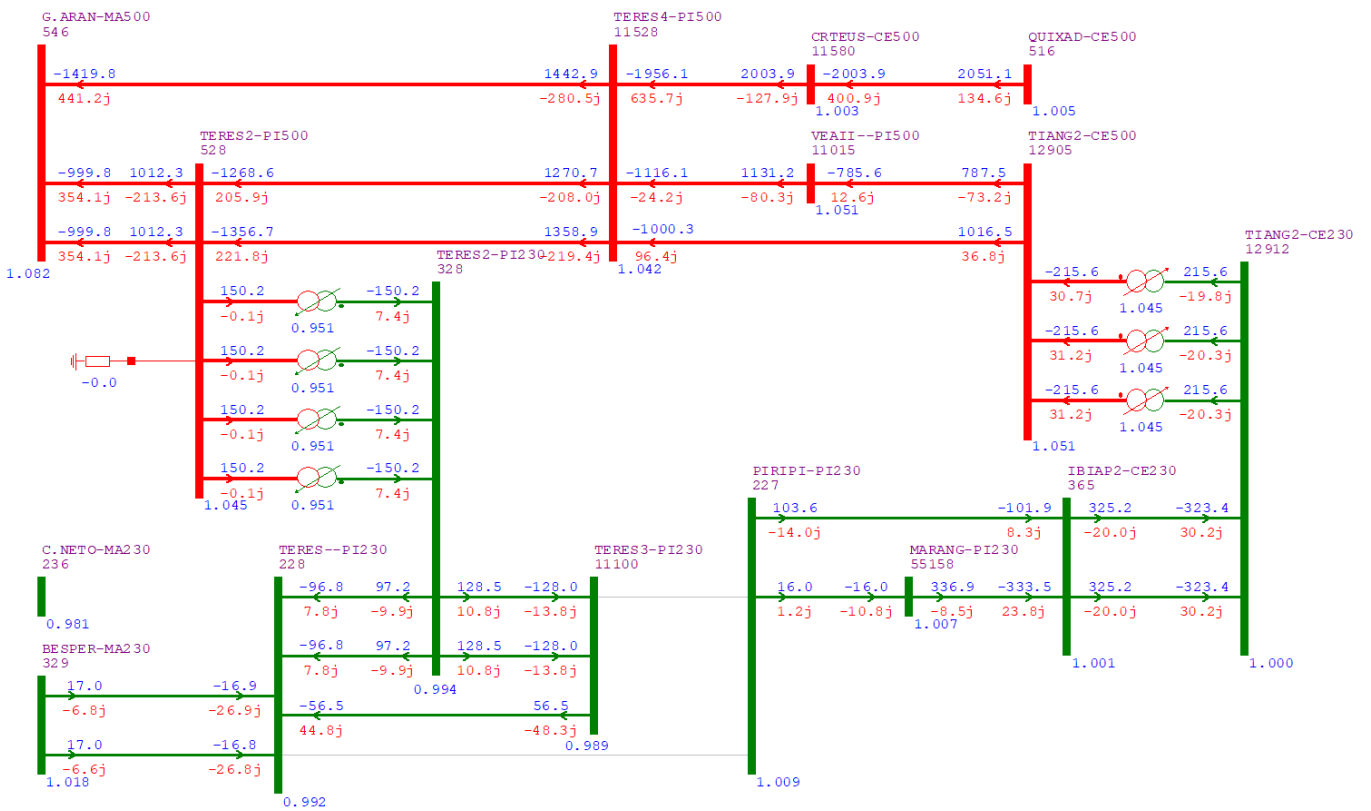 G.ARAN-MA500
546
TERES4-PI500
11528
CRTEUS-CE500
11580
QUIXAD-CE500
516
-1419.8 1442.9 -1956.1 2003.9 -2003.9 2051.1
441.2j -280.5j 635.7j -127.9j 400.9j 134.6j
1.003 1.005
TERES2-PI500
528
VEAII--PI500
11015
TIANG2-CE500
12905
-999.8 1012.3 -1268.6 1270.7 -1116.1 1131.2 -785.6 787.5
354.1j -213.6j 205.9j -208.0j -24.2j -80.3j 12.6j -73.2j
1.051
-999.8 1012.3 -1356.7 1358.9 -1000.3 1016.5
354.1j -213.6j 221.8j -219.4j 96.4j 36.8j
1.082 1.042
TERES2-PI230
328
TIANG2-CE230
12912
-215.6 215.6
30.7j -19.8j
1.045
150.2 -150.2
-0.1j 7.4j
0.951
-215.6 215.6
31.2j -20.3j
1.045
150.2 -150.2
-0.1j 7.4j
0.951
-0.0
-215.6 215.6
31.2j -20.3j
1.045
150.2 -150.2
-0.1j 7.4j
0.951
1.051
150.2 -150.2
-0.1j 7.4j
0.951
1.045
PIRIPI-PI230
227
IBIAP2-CE230
365
103.6 -101.9 325.2 -323.4
-14.0j 8.3j -20.0j 30.2j
C.NETO-MA230
236
TERES--PI230
228
TERES3-PI230
11100
MARANG-PI230
55158
-96.8 97.2 128.5 -128.0 16.0 -16.0 336.9 -333.5 325.2 -323.4
7.8j -9.9j 10.8j -13.8j 1.2j -10.8j -8.5j 23.8j -20.0j 30.2j
0.981 1.007
BESPER-MA230
329
-96.8 97.2 128.5 -128.0
7.8j -9.9j 10.8j -13.8j
1.001 1.000
17.0 -16.9 0.994
-6.8j -26.9j
-56.5 56.5
44.8j -48.3j
0.989
17.0 -16.8
-6.6j -26.8j
1.018 1.009
0.992